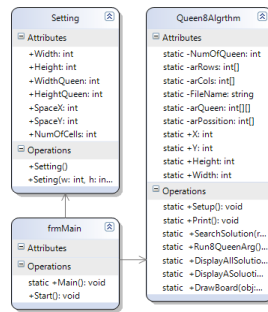 Setting
Attributes
+Width: int
+Height: int
+WidthQueen: int
+HeightQueen: int
+SpaceX: int
+SpaceY: int
+NumOfCells: int
Operations
+Setting()
+Seting(w: int, h: in...
frmMain
Attributes
Operations
static +Main(): void
+Start(): void
Queen8Algrthm
Attributes
static -NumOfQueen: int
static -arRows: int[]
static -arCols: int[]
static -FileName: string
static -arQueen: int[][]
static -arPossition: int[]
static +X: int
static +Y: int
static +Height: int
static +Width: int
Operations
static +Setup(): void
static +Print(): void
static +SearchSolution(r...
static +Run8QueenArg()...
static +DisplayAllSolution...
static +DisplayASoluoti...
static +DrawBoard(obj:...